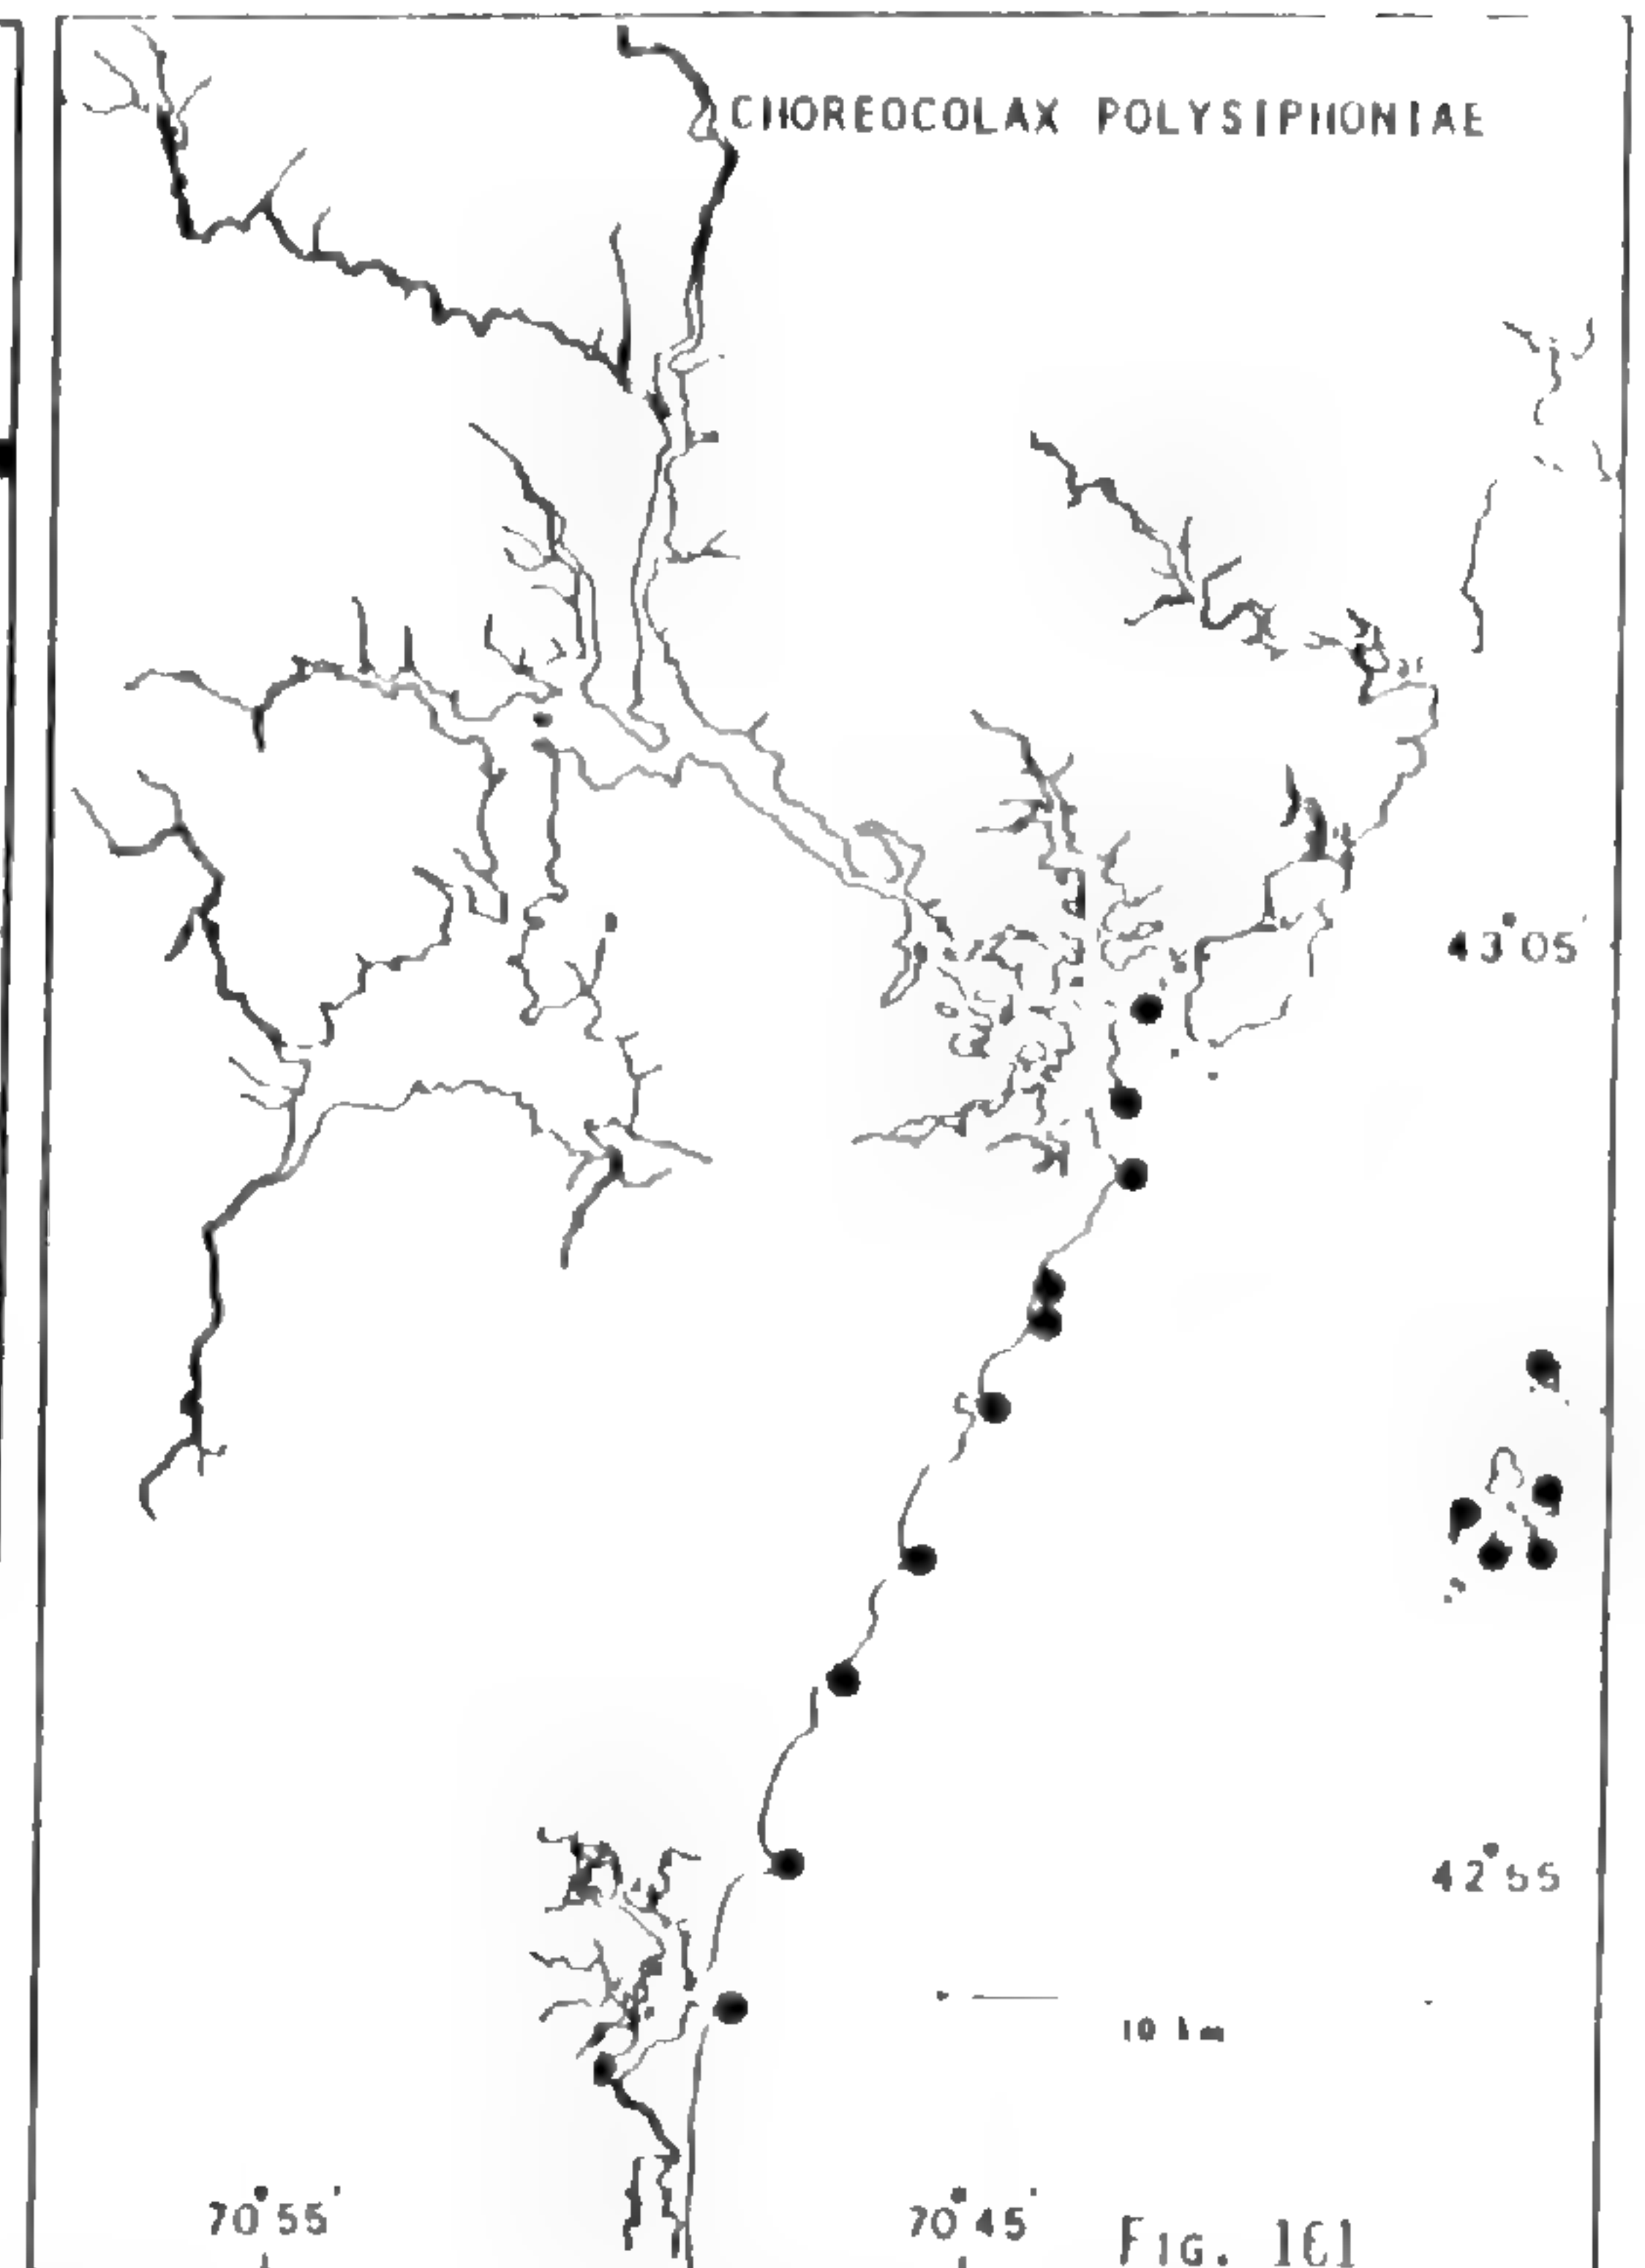 CHOREOCOLAX POLYSIPHONIAE
43°05'
42°55
10 km
70°55'
70°45'
FIG. 161